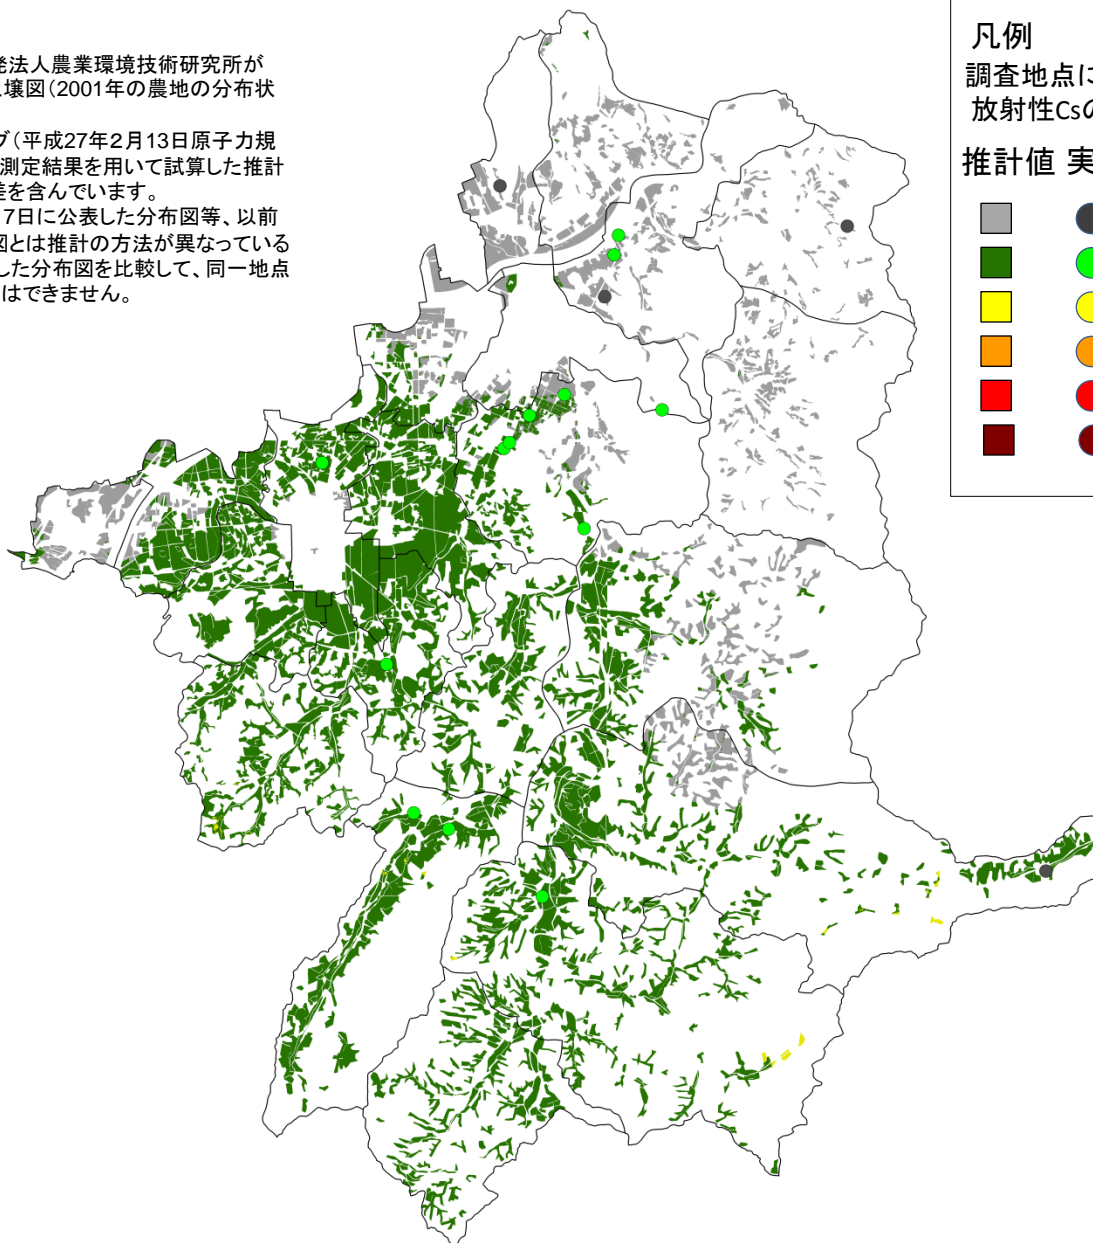 発法人農業環境技術研究所が
壌図(2001年の農地の分布状
グ(平成27年2月13日原子力規
測定結果を用いて試算した推計
差を含んでいます。
7日に公表した分布図等、以前
図とは推計の方法が異なっている
した分布図を比較して、同一地点
はできません。
凡例
調査地点に
放射性Csの
推計値 実